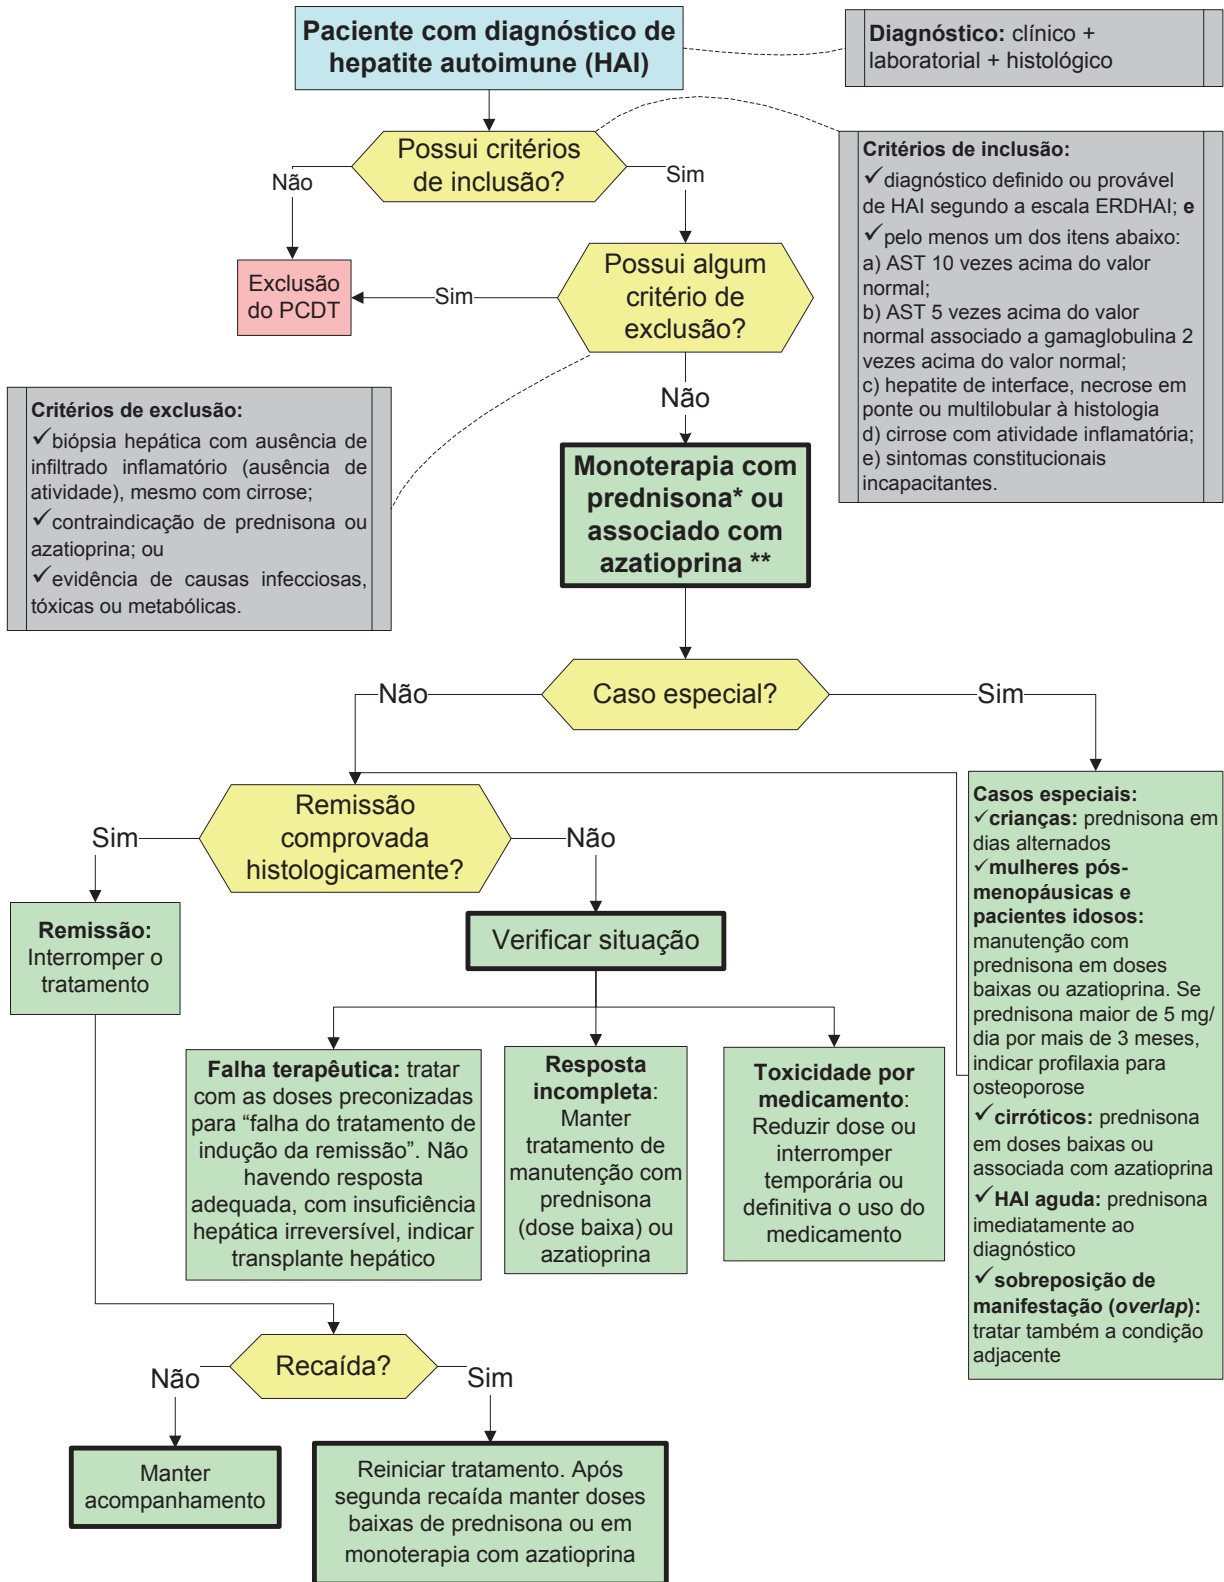 Paciente com diagnóstico de
hepatite autoimune (HAI)
Diagnóstico: clínico +
laboratorial + histológico
Possui critérios
de inclusão?
Não
Sim
Critérios de inclusão:
✓diagnóstico definido ou provável
de HAI segundo a escala ERDHAI; e
✓pelo menos um dos itens abaixo:
a) AST 10 vezes acima do valor
normal;
b) AST 5 vezes acima do valor
normal associado a gamaglobulina 2
vezes acima do valor normal;
c) hepatite de interface, necrose em
ponte ou multilobular à histologia
d) cirrose com atividade inflamatória;
e) sintomas constitucionais
incapacitantes.
Exclusão
do PCDT
Sim
Possui algum
critério de
exclusão?
Não
Critérios de exclusão:
✓biópsia hepática com ausência de
infiltrado inflamatório (ausência de
atividade), mesmo com cirrose;
✓contraindicação de prednisona ou
azatioprina; ou
✓evidência de causas infecciosas,
tóxicas ou metabólicas.
Monoterapia com
prednisona* ou
associado com
azatioprina **
Caso especial?
Não
Sim
Remissão
comprovada
histologicamente?
Sim
Não
Casos especiais:
✓crianças: prednisona em
dias alternados
✓mulheres pós-
menopáusicas e
pacientes idosos:
manutenção com
prednisona em doses
baixas ou azatioprina. Se
prednisona maior de 5 mg/
dia por mais de 3 meses,
indicar profilaxia para
osteoporose
✓cirróticos: prednisona
em doses baixas ou
associada com azatioprina
✓HAI aguda: prednisona
imediatamente ao
diagnóstico
✓sobreposição de
manifestação (overlap):
tratar também a condição
adjacente
Remissão:
Interromper o
tratamento
Verificar situação
Falha terapêutica: tratar
com as doses preconizadas
para “falha do tratamento de
indução da remissão”. Não
havendo resposta
adequada, com insuficiência
hepática irreversível, indicar
transplante hepático
Resposta
incompleta:
Manter
tratamento de
manutenção com
prednisona
(dose baixa) ou
azatioprina
Toxicidade por
medicamento:
Reduzir dose ou
interromper
temporária ou
definitiva o uso do
medicamento
Recaída?
Não
Sim
Manter
acompanhamento
Reiniciar tratamento. Após
segunda recaída manter doses
baixas de prednisona ou em
monoterapia com azatioprina